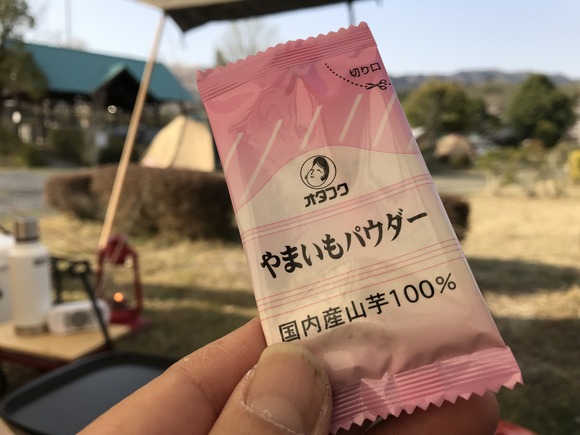 切り口
オタフク
やまいもパウダー
国内産山芋100%